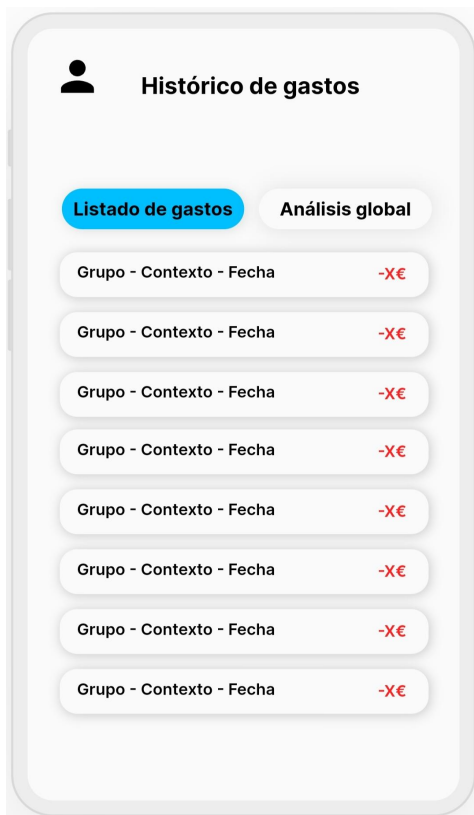 Histórico de gastos
Listado de gastos Análisis global
Grupo - Contexto - Fecha -X€
Grupo - Contexto - Fecha -X€
Grupo - Contexto - Fecha -X€
Grupo - Contexto - Fecha -X€
Grupo - Contexto - Fecha -X€
Grupo - Contexto - Fecha -X€
Grupo - Contexto - Fecha -X€
Grupo - Contexto - Fecha -X€